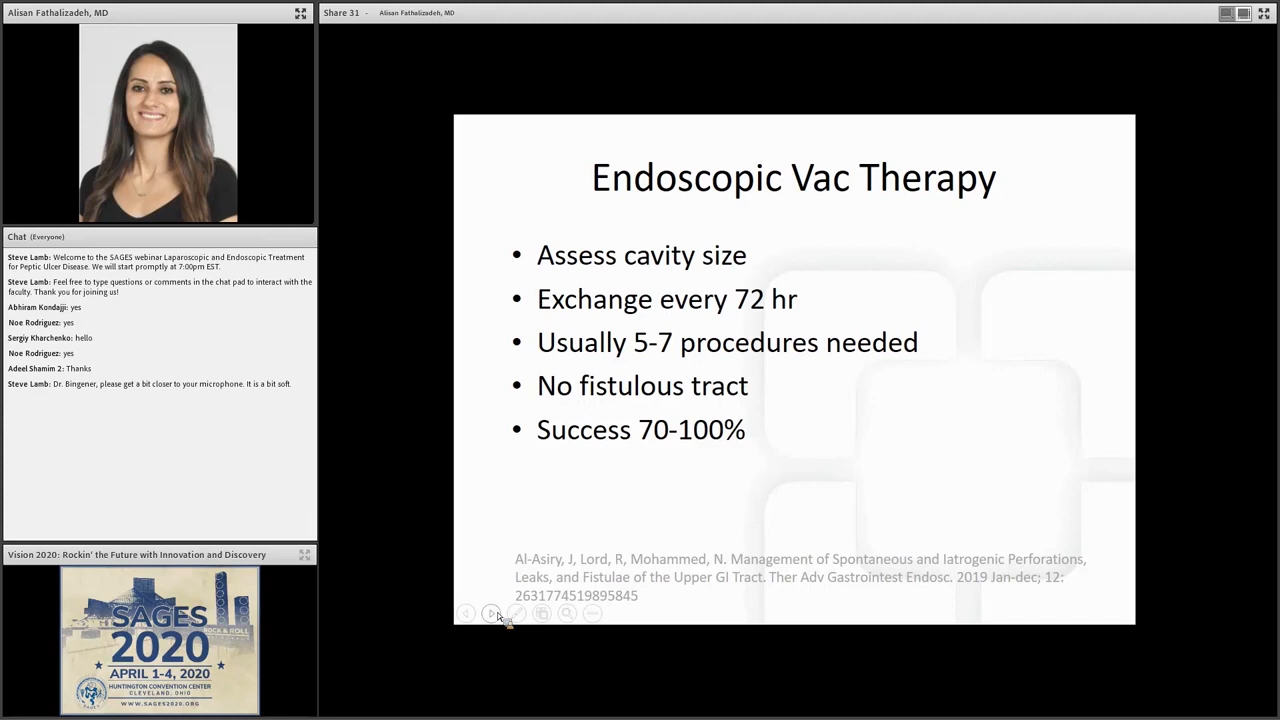 Alisan Fathalizadeh, MD
Share 31 - Alisan Fathalizadeh, MD
Chat (Everyone)
Steve Lamb: Welcome to the SAGES webinar Laparoscopic and Endoscopic Treatment
for Peptic Ulcer Disease. We will start promptly at 7:00pm EST.
Steve Lamb: Feel free to type questions or comments in the chat pad to interact with the
faculty. Thank you for joining us!
Abhiram Kondajji: yes
Noe Rodriguez: yes
Sergiy Kharchenko: hello
Noe Rodriguez: yes
Adeel Shamim 2: Thanks
Steve Lamb: Dr. Bingener, please get a bit closer to your microphone. It is a bit soft.
Vision 2020: Rockin' the Future with Innovation and Discovery
SAGES
ROCK & ROLL
2020
APRIL 1-4, 2020
HUNTINGTON CONVENTION CENTER
CLEVELAND, OHIO
WWW.SAGES2020.ORG
Endoscopic Vac Therapy
• Assess cavity size
• Exchange every 72 hr
• Usually 5-7 procedures needed
• No fistulous tract
• Success 70-100%
Al-Asiry, J, Lord, R, Mohammed, N. Management of Spontaneous and Iatrogenic Perforations,
Leaks, and Fistulae of the Upper GI Tract. Ther Adv Gastrointest Endosc. 2019 Jan-dec; 12:
2631774519895845